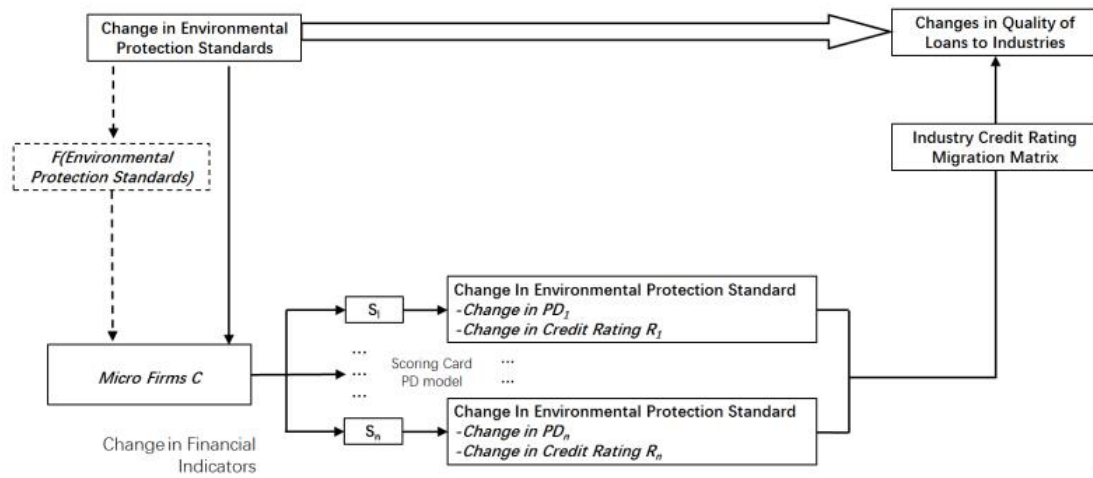 Change in Environmental
Protection Standards
Changes in Quality of
Loans to Industries
F(Environmental
Protection Standards)
Industry Credit Rating
Migration Matrix
Micro Firms C
Change in Financial
Indicators
S1
Change In Environmental Protection Standard
-Change in PD1
-Change in Credit Rating R1
... Scoring Card ...
... PD model ...
...
Sn
Change In Environmental Protection Standard
-Change in PDn
-Change in Credit Rating Rn